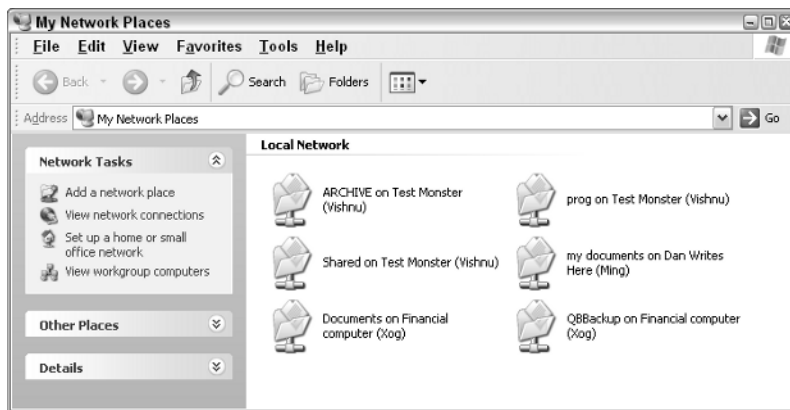 My Network Places
File Edit View Favorites Tools Help
Back Search Folders
Address My Network Places Go
Network Tasks
Add a network place
View network connections
Set up a home or small
office network
View workgroup computers
Other Places
Details
Local Network
ARCHIVE on Test Monster
(Vishnu)
prog on Test Monster (Vishnu)
Shared on Test Monster (Vishnu)
my documents on Dan Writes
Here (Ming)
Documents on Financial
computer (Xog)
QBBackup on Financial computer
(Xog)